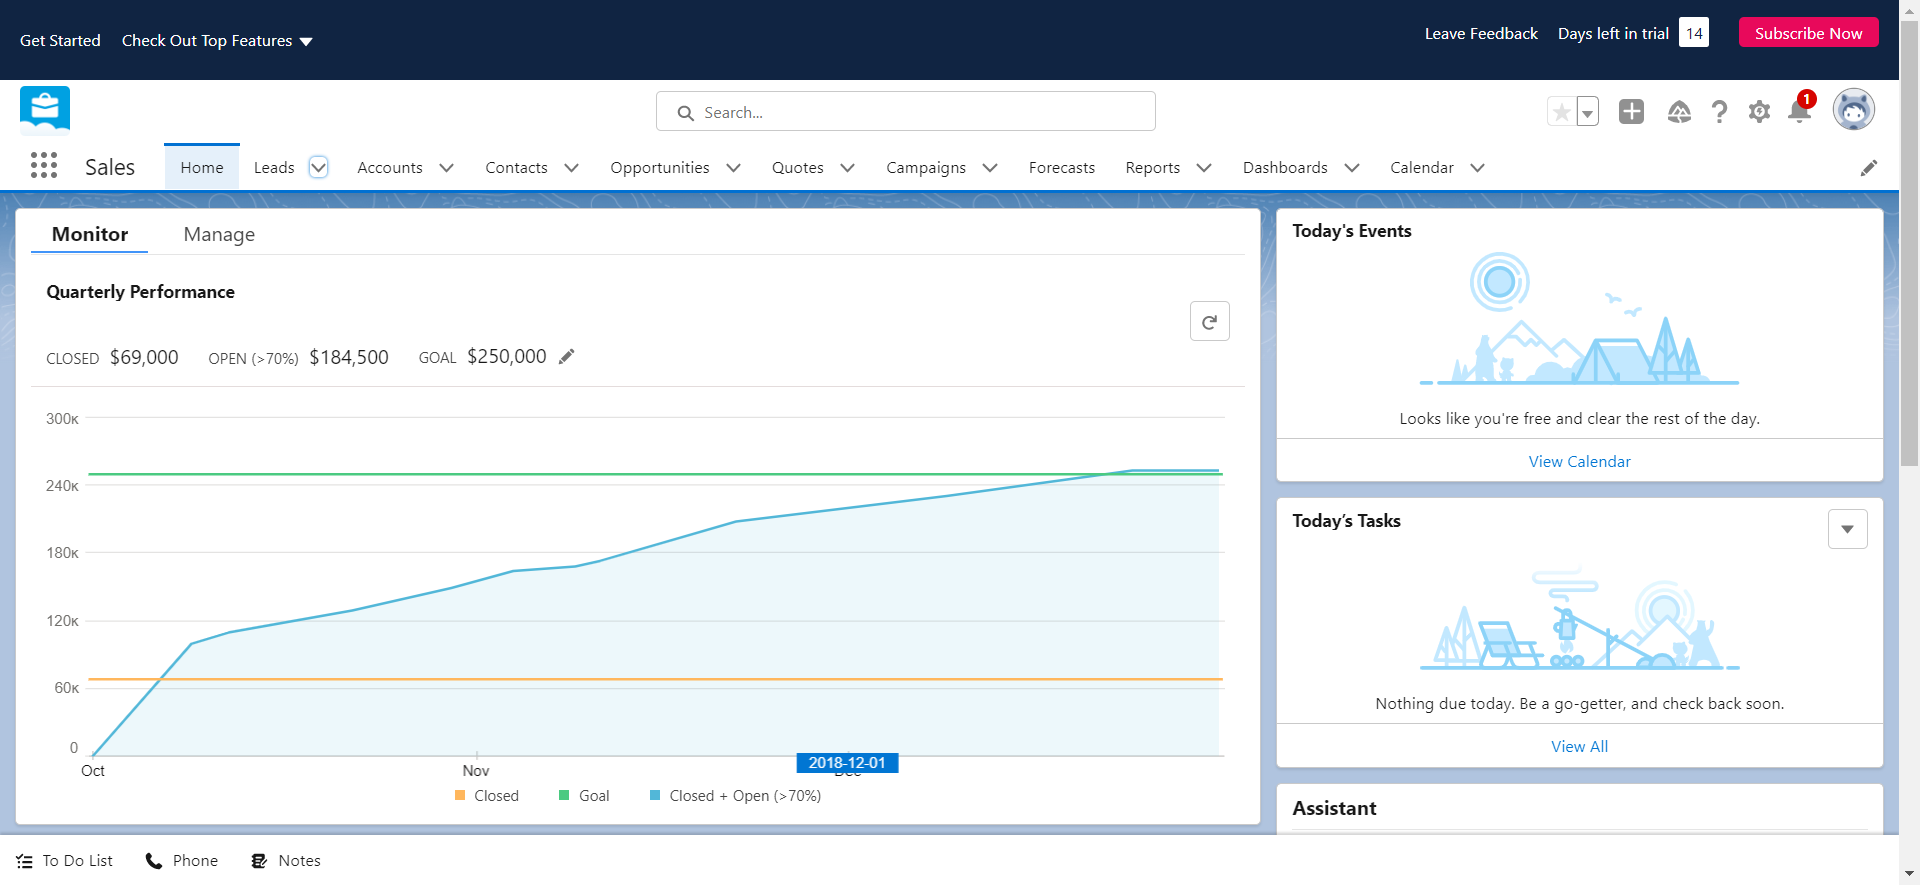 Get Started Check Out Top Features Leave Feedback Days left in trial 14 Subscribe Now
Search... 1
Sales Home Leads Accounts Contacts Opportunities Quotes Campaigns Forecasts Reports Dashboards Calendar
Monitor Manage
Quarterly Performance
CLOSED $69,000 OPEN (>70%) $184,500 GOAL $250,000
300K
240K
180K
120K
60K
0
Oct Nov Dec
2018-12-01
Closed Goal Closed + Open (>70%)
Today's Events
Looks like you're free and clear the rest of the day.
View Calendar
Today’s Tasks
Nothing due today. Be a go-getter, and check back soon.
View All
Assistant
To Do List Phone Notes